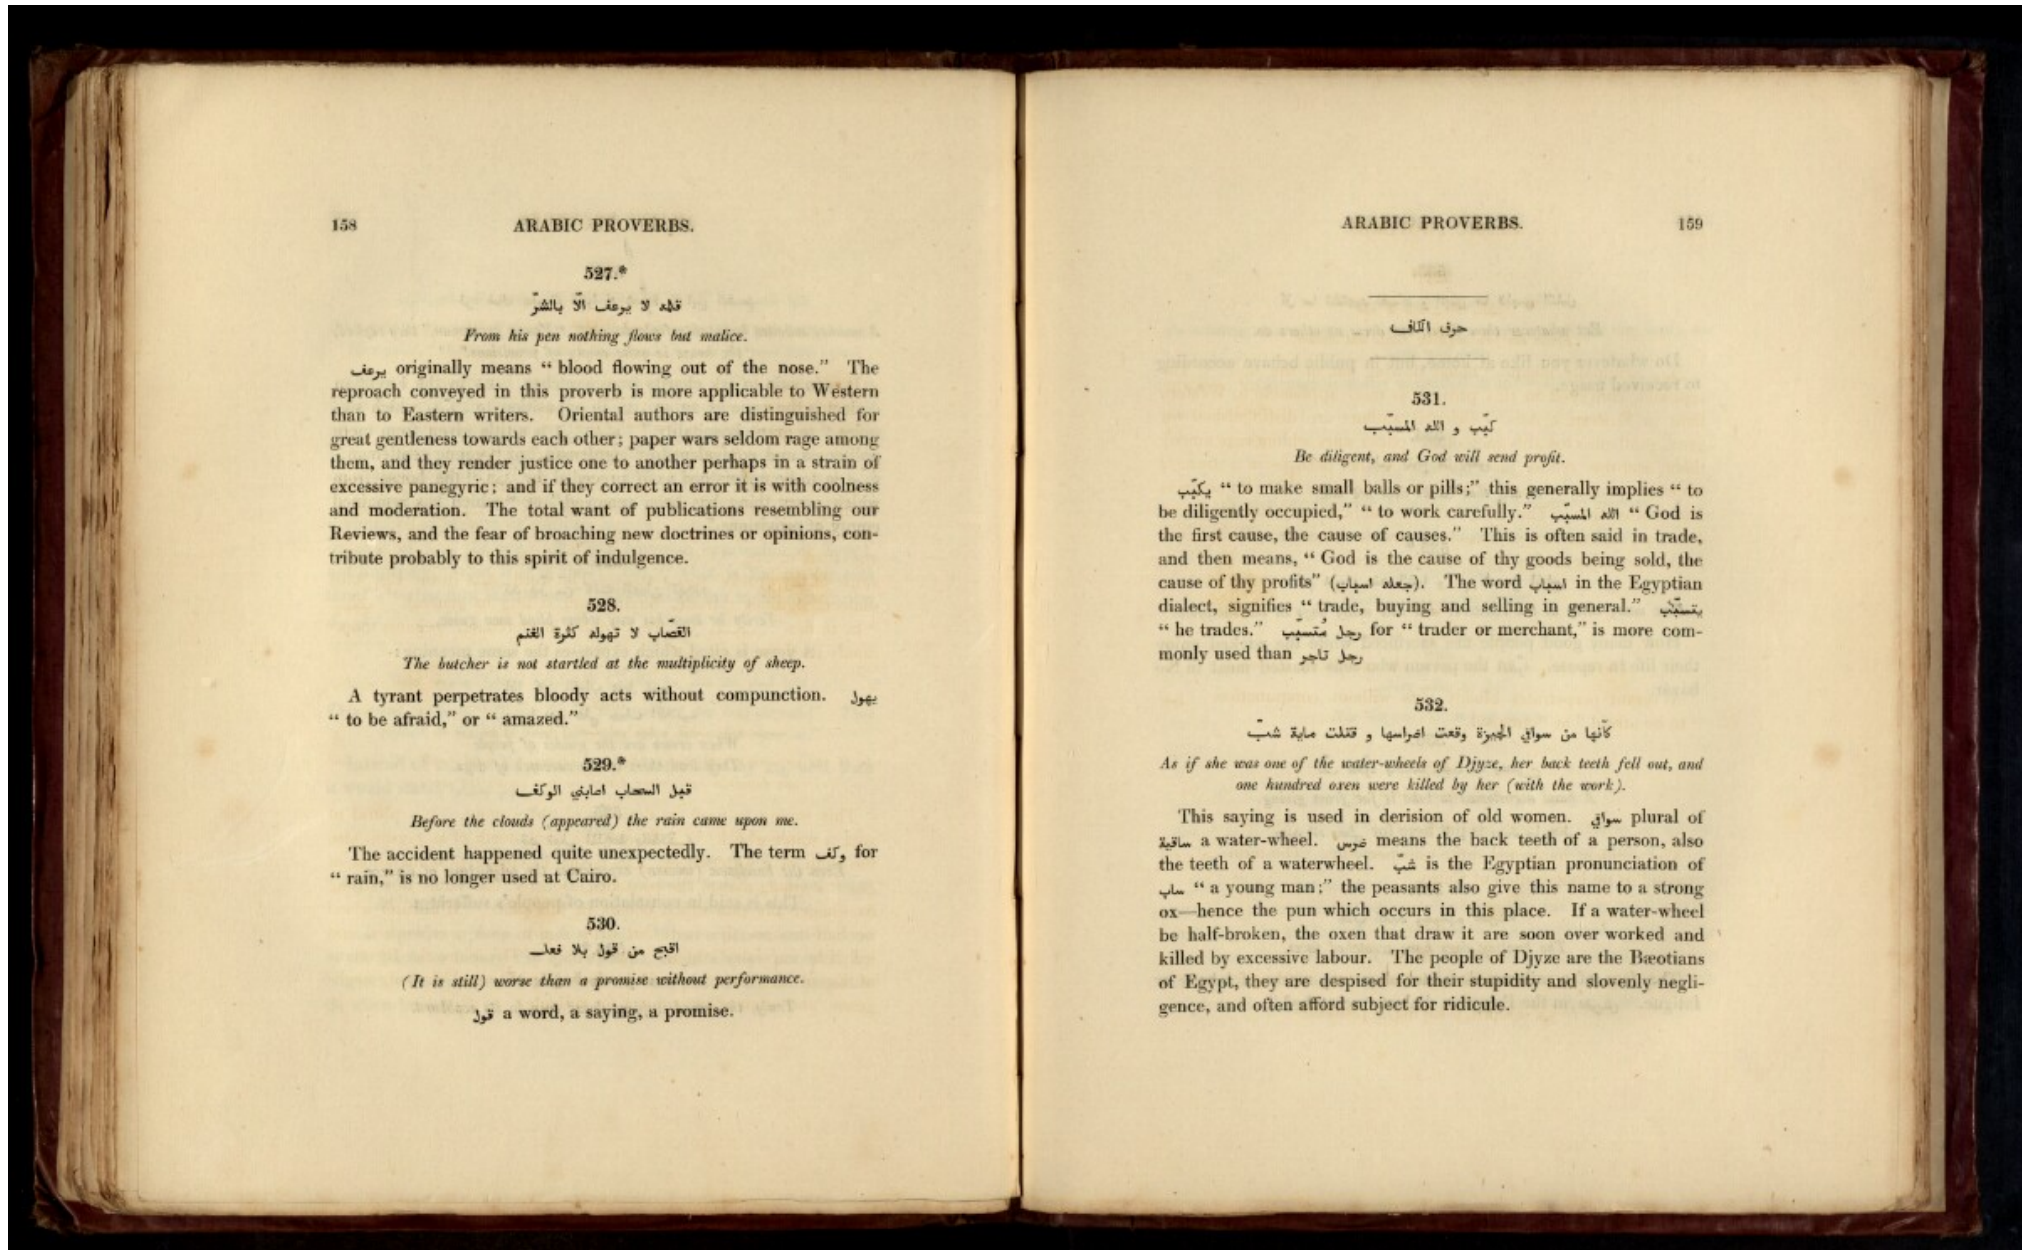 158 ARABIC PROVERBS.
527.*
قلمه لا يرعف الّا بالشرّ
From his pen nothing flows but malice.
يرعف originally means “ blood flowing out of the nose.” The
reproach conveyed in this proverb is more applicable to Western
than to Eastern writers. Oriental authors are distinguished for
great gentleness towards each other; paper wars seldom rage among
them, and they render justice one to another perhaps in a strain of
excessive panegyric; and if they correct an error it is with coolness
and moderation. The total want of publications resembling our
Reviews, and the fear of broaching new doctrines or opinions, con-
tribute probably to this spirit of indulgence.
528.
القصّاب لا تهوله كثرة الغنم
The butcher is not startled at the multiplicity of sheep.
A tyrant perpetrates bloody acts without compunction. يهول
“ to be afraid,” or “ amazed.”
529.*
قبل السحاب اصابني الوكف
Before the clouds (appeared) the rain came upon me.
The accident happened quite unexpectedly. The term وكف for
“ rain,” is no longer used at Cairo.
530.
اقبح من قول بلا فعل
(It is still) worse than a promise without performance.
قول a word, a saying, a promise.
ARABIC PROVERBS. 159
حرف الكاف
531.
كبّب و الله المسبّب
Be diligent, and God will send profit.
يكبّب “ to make small balls or pills;” this generally implies “ to
be diligently occupied,” “ to work carefully.” الله المسبّب “ God is
the first cause, the cause of causes.” This is often said in trade,
and then means, “ God is the cause of thy goods being sold, the
cause of thy profits” (جعله اسباب). The word اسباب in the Egyptian
dialect, signifies “ trade, buying and selling in general.” يتسبّب
“ he trades.” رجل مُتسبّب for “ trader or merchant,” is more com-
monly used than رجل تاجر
532.
كأنها من سواقي الجيزة وقعت اضراسها و قتلت ماية شبّ
As if she was one of the water-wheels of Djyze, her back teeth fell out, and
one hundred oxen were killed by her (with the work).
This saying is used in derision of old women. سواقي plural of
ساقية a water-wheel. ضرس means the back teeth of a person, also
the teeth of a waterwheel. شبّ is the Egyptian pronunciation of
ساب “ a young man;” the peasants also give this name to a strong
ox—hence the pun which occurs in this place. If a water-wheel
be half-broken, the oxen that draw it are soon over worked and
killed by excessive labour. The people of Djyze are the Bæotians
of Egypt, they are despised for their stupidity and slovenly negli-
gence, and often afford subject for ridicule.